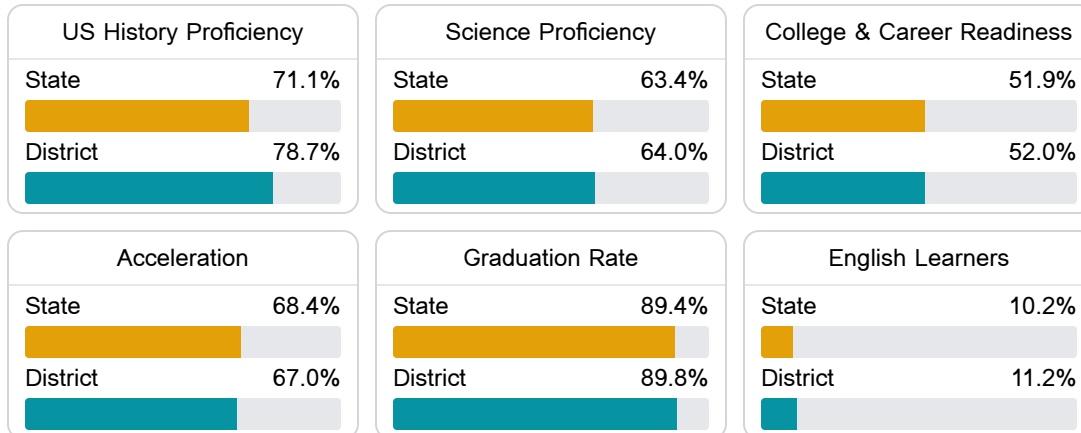 US History Proficiency
State 71.1%
District 78.7%
Science Proficiency
State 63.4%
District 64.0%
College & Career Readiness
State 51.9%
District 52.0%
Acceleration
State 68.4%
District 67.0%
Graduation Rate
State 89.4%
District 89.8%
English Learners
State 10.2%
District 11.2%